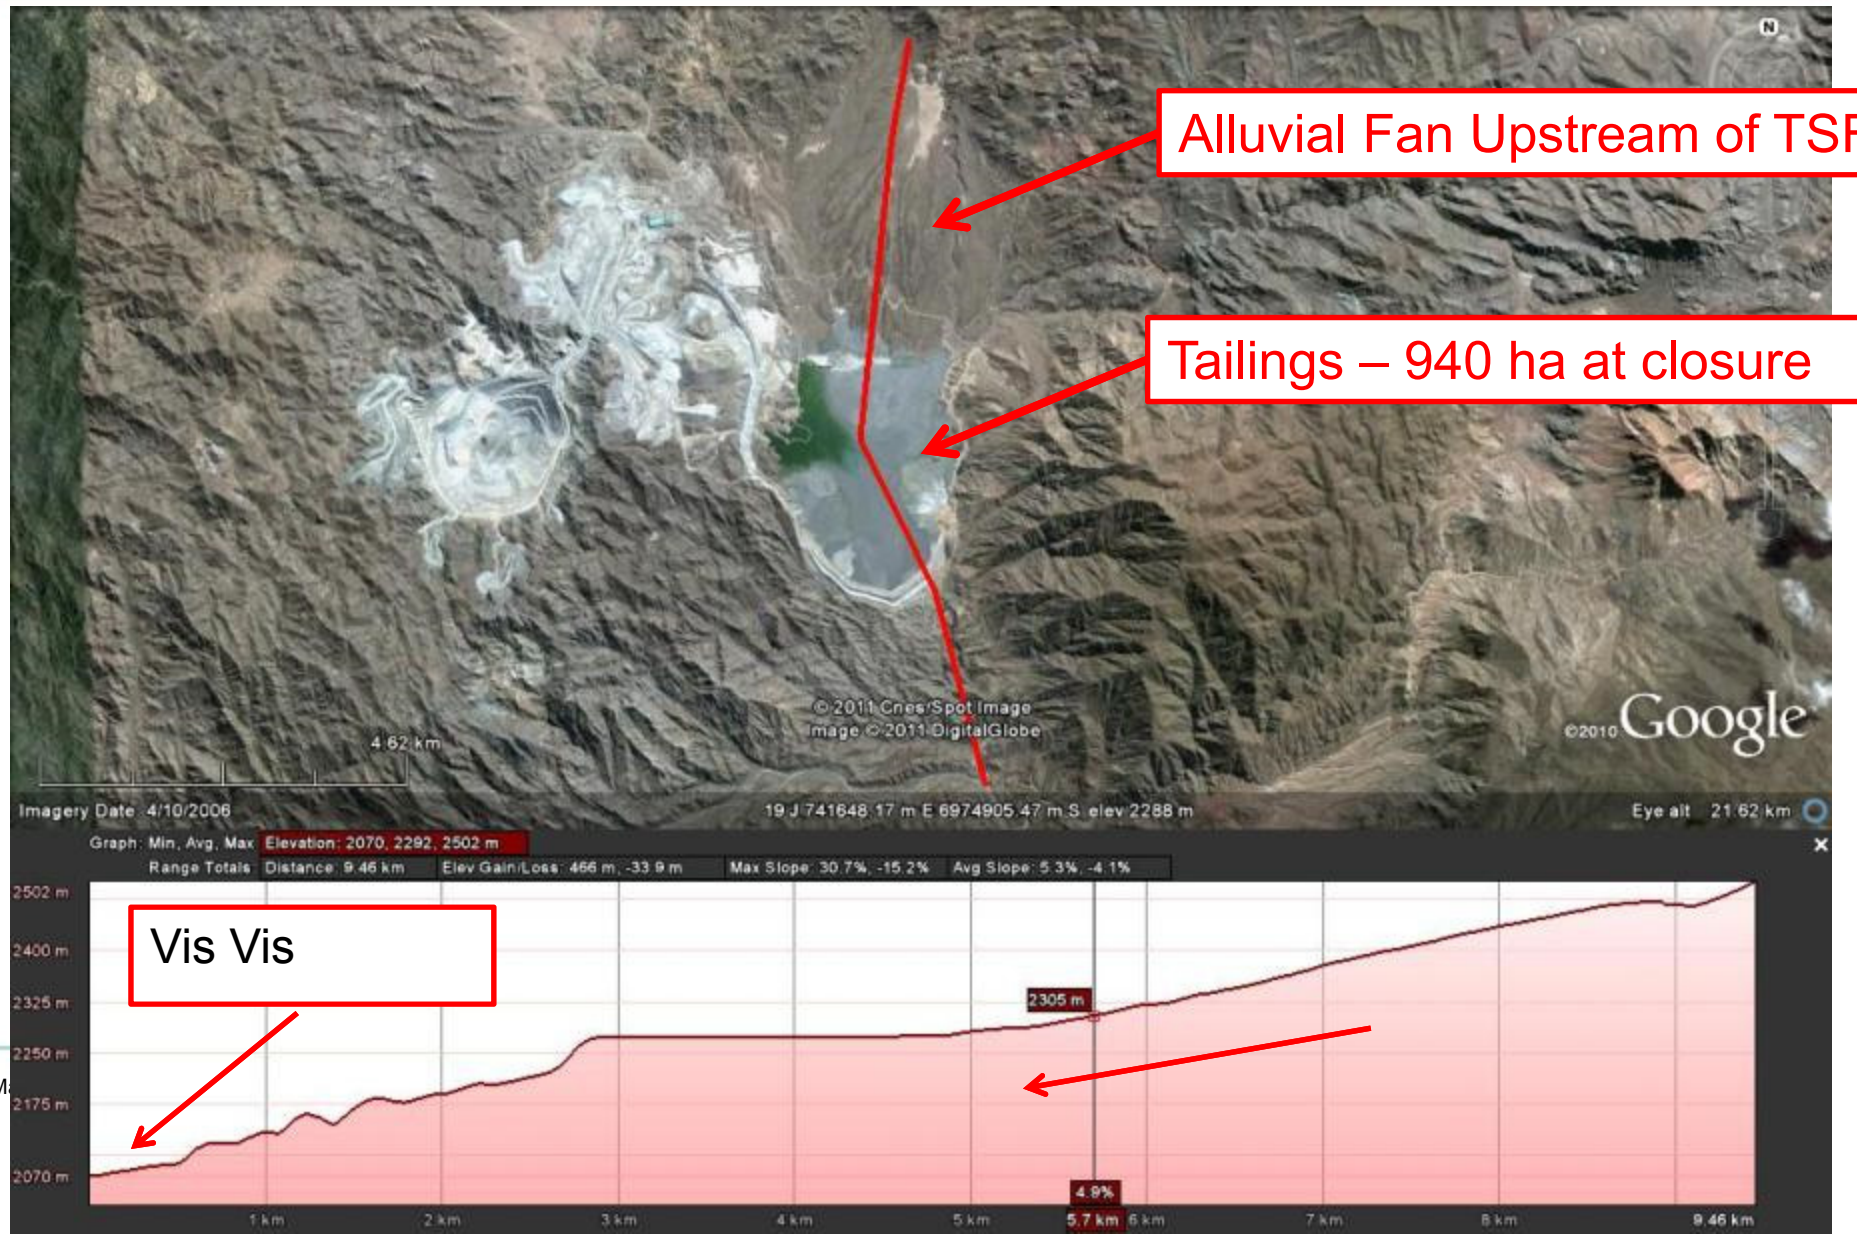 N
Alluvial Fan Upstream of TSF
Tailings – 940 ha at closure
© 2011 Cnes/Spot Image
Image © 2011 DigitalGlobe
©2010 Google
4.62 km
Imagery Date 4/10/2006
19 J 741648.17 m E 6974905.47 m S elev 2288 m
Eye alt 21.62 km
Graph: Min, Avg, Max Elevation: 2070, 2292, 2502 m
Range Totals Distance: 9.46 km Elev Gain/Loss: 466 m, -33.9 m Max Slope: 30.7%, -15.2% Avg Slope: 5.3%, -4.1%
2502 m
Vis Vis
2400 m
2325 m
2305 m
2250 m
2175 m
2070 m
4.9%
1 km 2 km 3 km 4 km 5 km 5.7 km 6 km 7 km 8 km 9.46 km